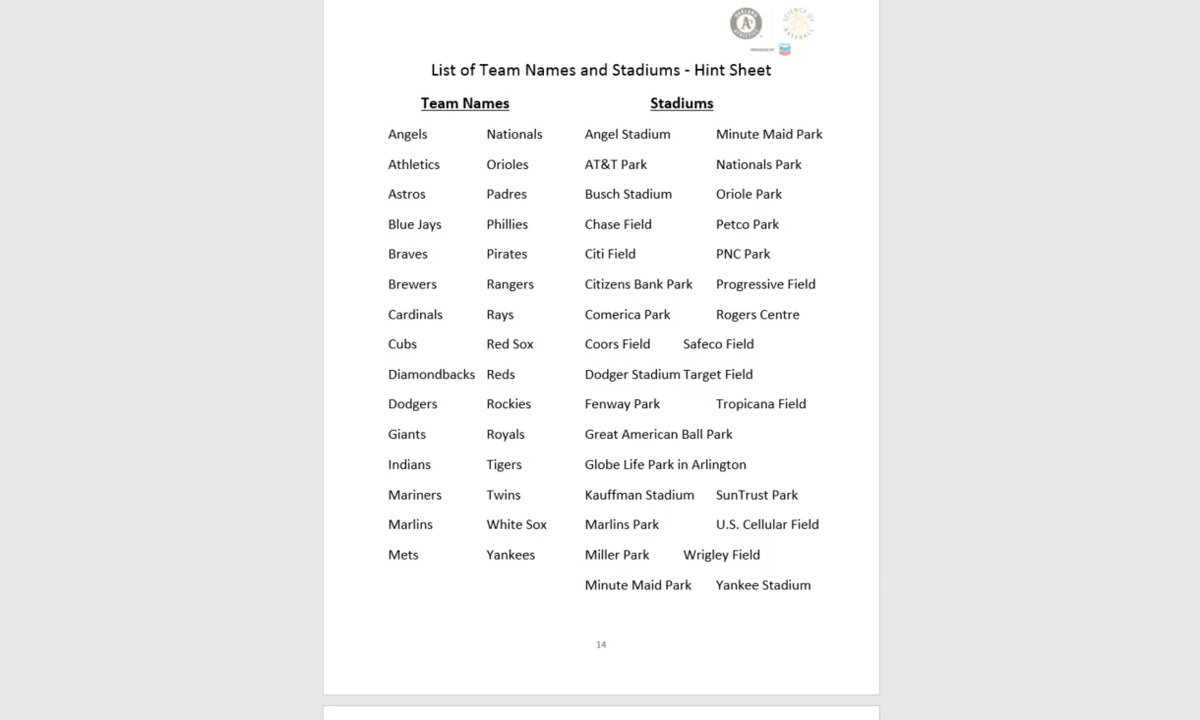 A's
SCIENCE OF BASEBALL
List of Team Names and Stadiums - Hint Sheet
Team Names Stadiums
Angels Nationals Angel Stadium Minute Maid Park
Athletics Orioles AT&T Park Nationals Park
Astros Padres Busch Stadium Oriole Park
Blue Jays Phillies Chase Field Petco Park
Braves Pirates Citi Field PNC Park
Brewers Rangers Citizens Bank Park Progressive Field
Cardinals Rays Comerica Park Rogers Centre
Cubs Red Sox Coors Field Safeco Field
Diamondbacks Reds Dodger Stadium Target Field
Dodgers Rockies Fenway Park Tropicana Field
Giants Royals Great American Ball Park
Indians Tigers Globe Life Park in Arlington
Mariners Twins Kauffman Stadium SunTrust Park
Marlins White Sox Marlins Park U.S. Cellular Field
Mets Yankees Miller Park Wrigley Field
Minute Maid Park Yankee Stadium
14